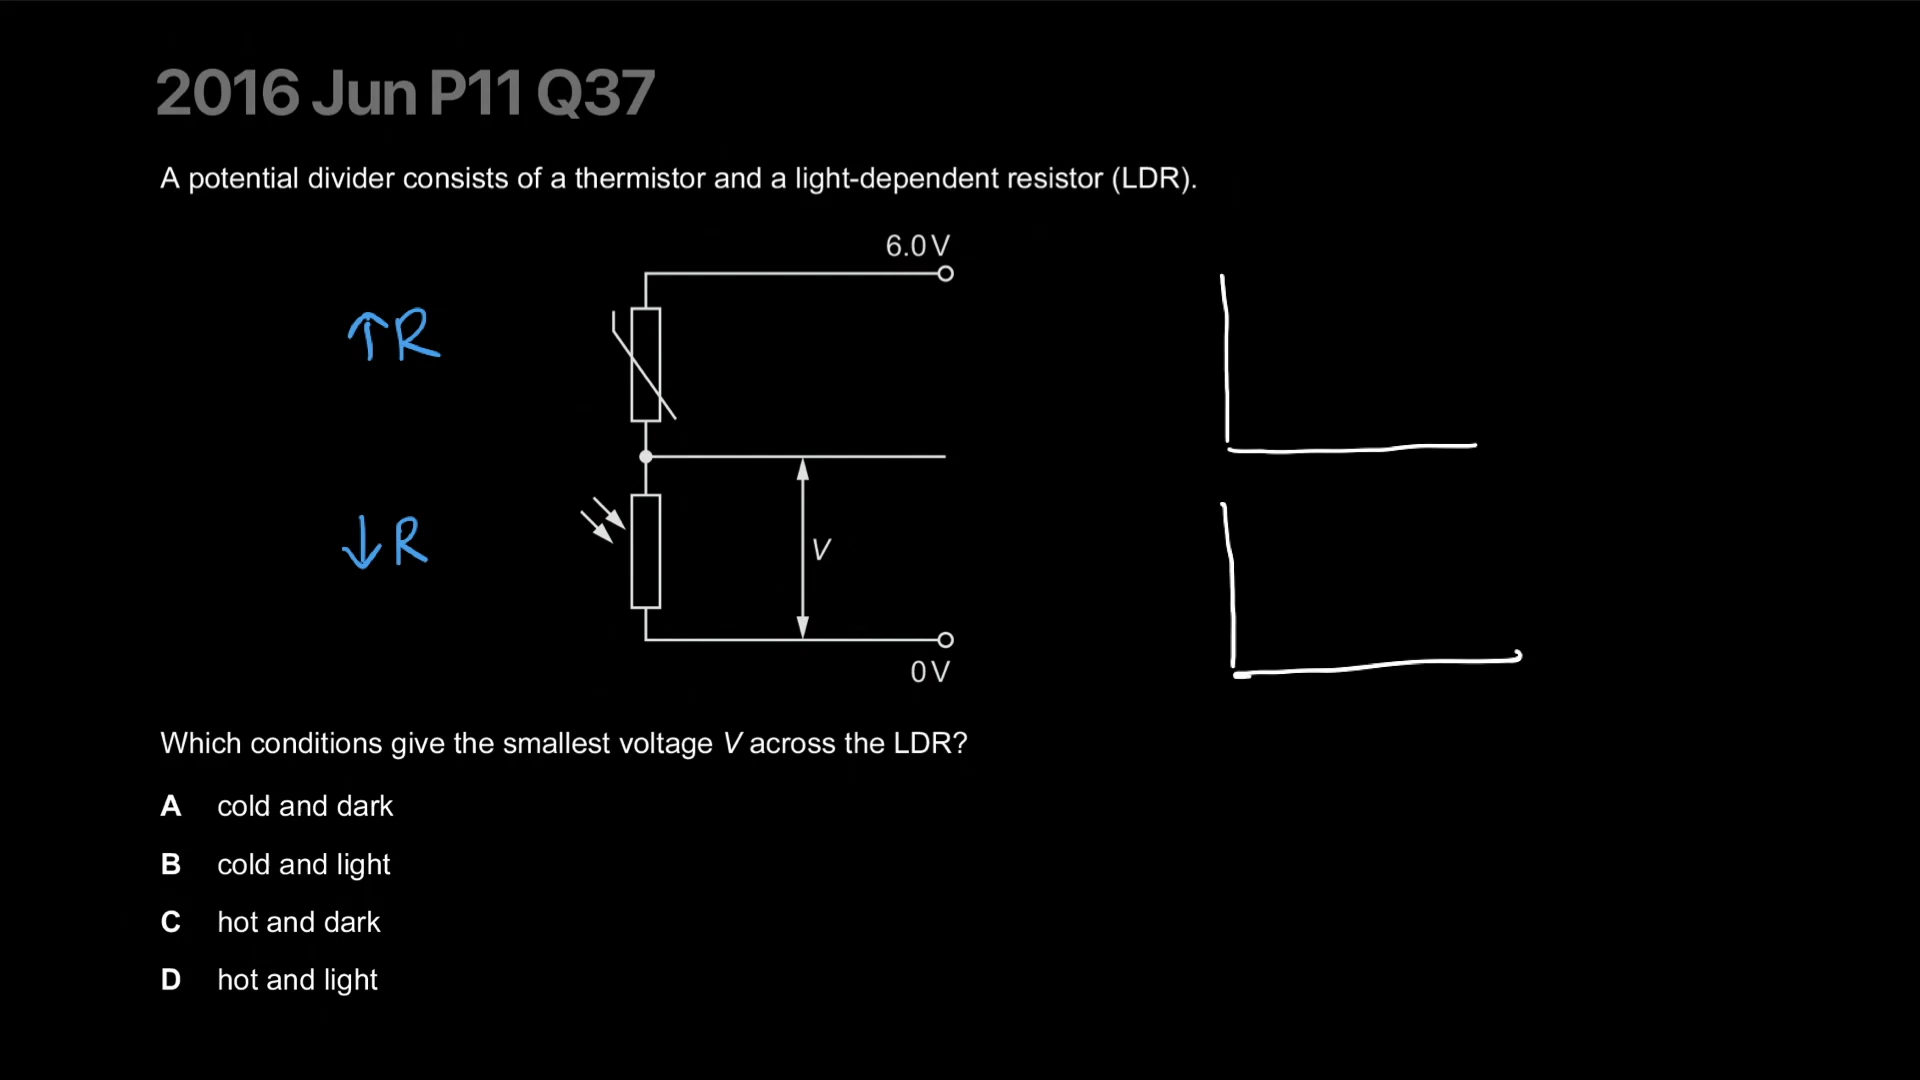 2016 Jun P11 Q37
A potential divider consists of a thermistor and a light-dependent resistor (LDR).
6.0 V
↑R
↓R
V
0 V
Which conditions give the smallest voltage V across the LDR?
A cold and dark
B cold and light
C hot and dark
D hot and light